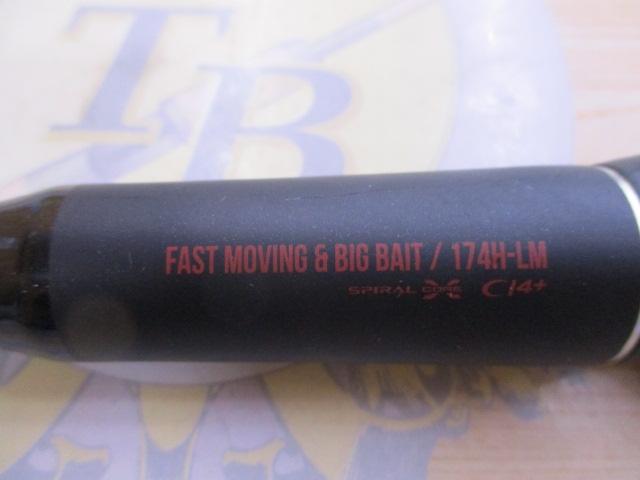 TB
FAST MOVING & BIG BAIT / 174H-LM
SPIRAL X CORE CI4+